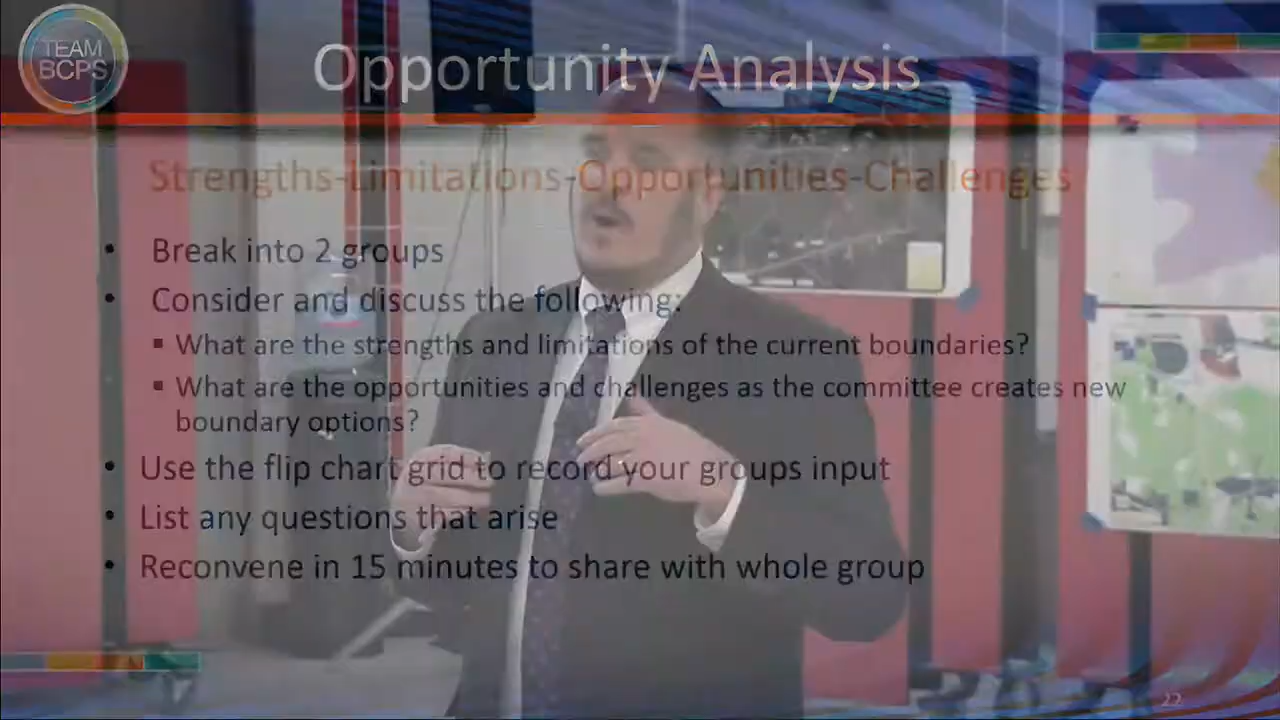 TEAM
BCPS
Opportunity Analysis
Strengths-Limitations-Opportunities-Challenges
• Break into 2 groups
• Consider and discuss the following:
▪ What are the strengths and limitations of the current boundaries?
▪ What are the opportunities and challenges as the committee creates new
boundary options?
• Use the flip chart grid to record your groups input
• List any questions that arise
• Reconvene in 15 minutes to share with whole group
22